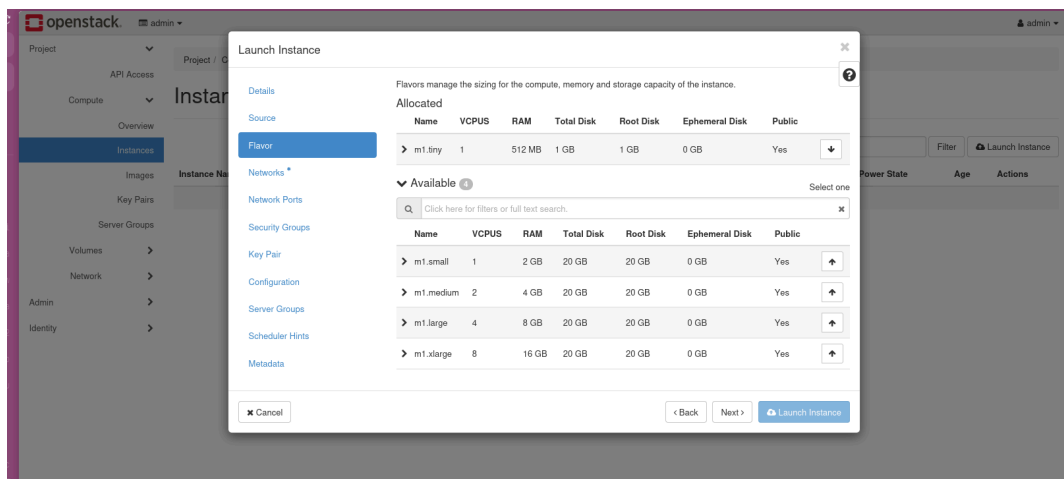 openstack. admin
admin
Project
API Access
Compute
Overview
Instances
Images
Key Pairs
Server Groups
Volumes
Network
Admin
Identity
Project / C
Instan
Filter
Launch Instance
Instance Na
Power State Age Actions
Launch Instance
Details
Source
Flavor
Networks *
Network Ports
Security Groups
Key Pair
Configuration
Server Groups
Scheduler Hints
Metadata
Flavors manage the sizing for the compute, memory and storage capacity of the instance.
Allocated
Name VCPUS RAM Total Disk Root Disk Ephemeral Disk Public
m1.tiny 1 512 MB 1 GB 1 GB 0 GB Yes
Available 4
Select one
Click here for filters or full text search.
Name VCPUS RAM Total Disk Root Disk Ephemeral Disk Public
m1.small 1 2 GB 20 GB 20 GB 0 GB Yes
m1.medium 2 4 GB 20 GB 20 GB 0 GB Yes
m1.large 4 8 GB 20 GB 20 GB 0 GB Yes
m1.xlarge 8 16 GB 20 GB 20 GB 0 GB Yes
Cancel
< Back
Next >
Launch Instance